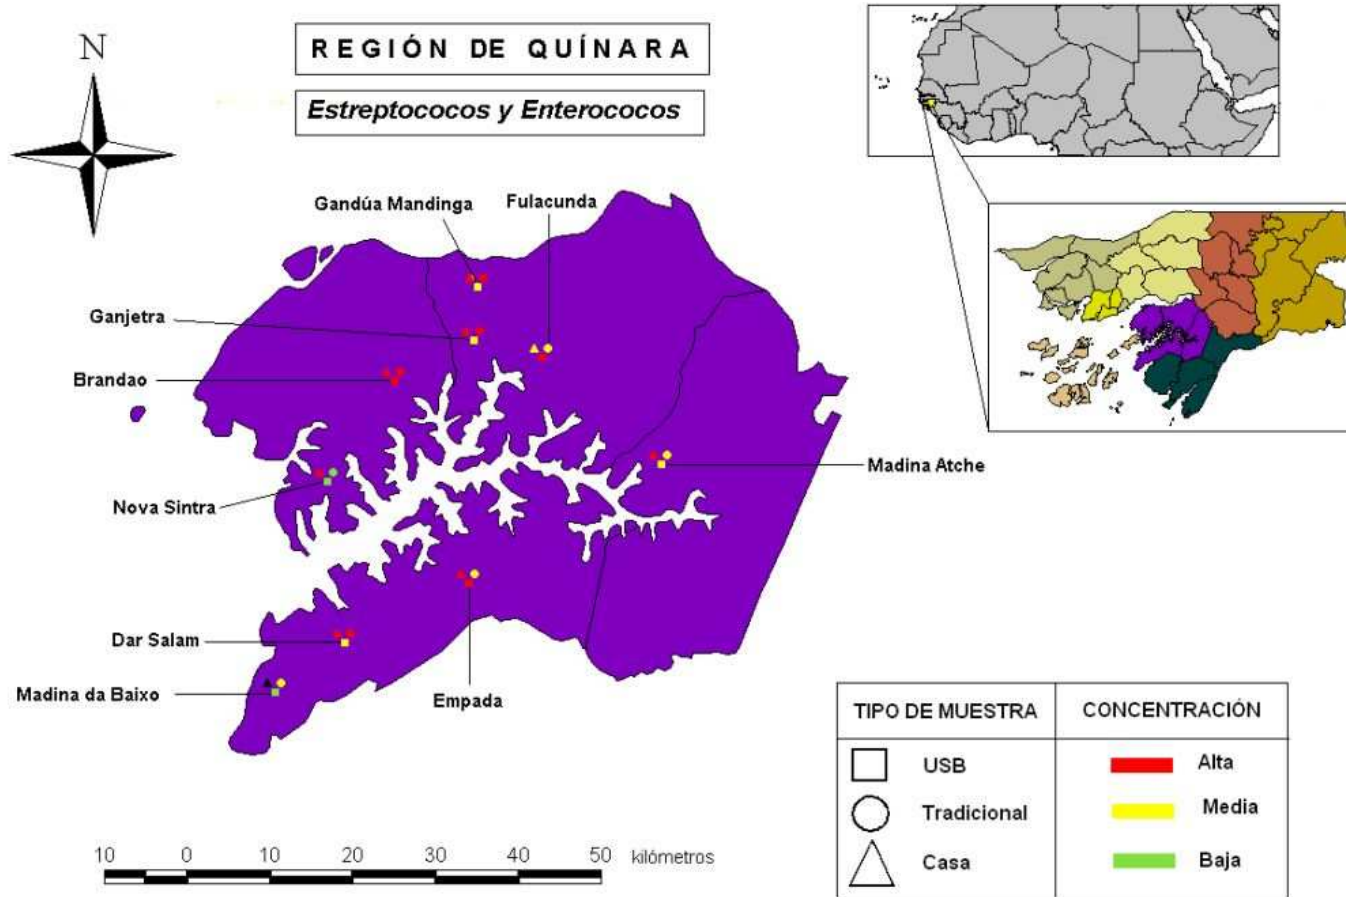 N
REGIÓN DE QUÍNARA
Estreptococos y Enterococos
Gandúa Mandinga
Fulacunda
Ganjetra
Brandao
Madina Atche
Nova Sintra
Dar Salam
Madina da Baixo
Empada
TIPO DE MUESTRA
CONCENTRACIÓN
USB
Alta
Tradicional
Media
Casa
Baja
10 0 10 20 30 40 50 kilómetros